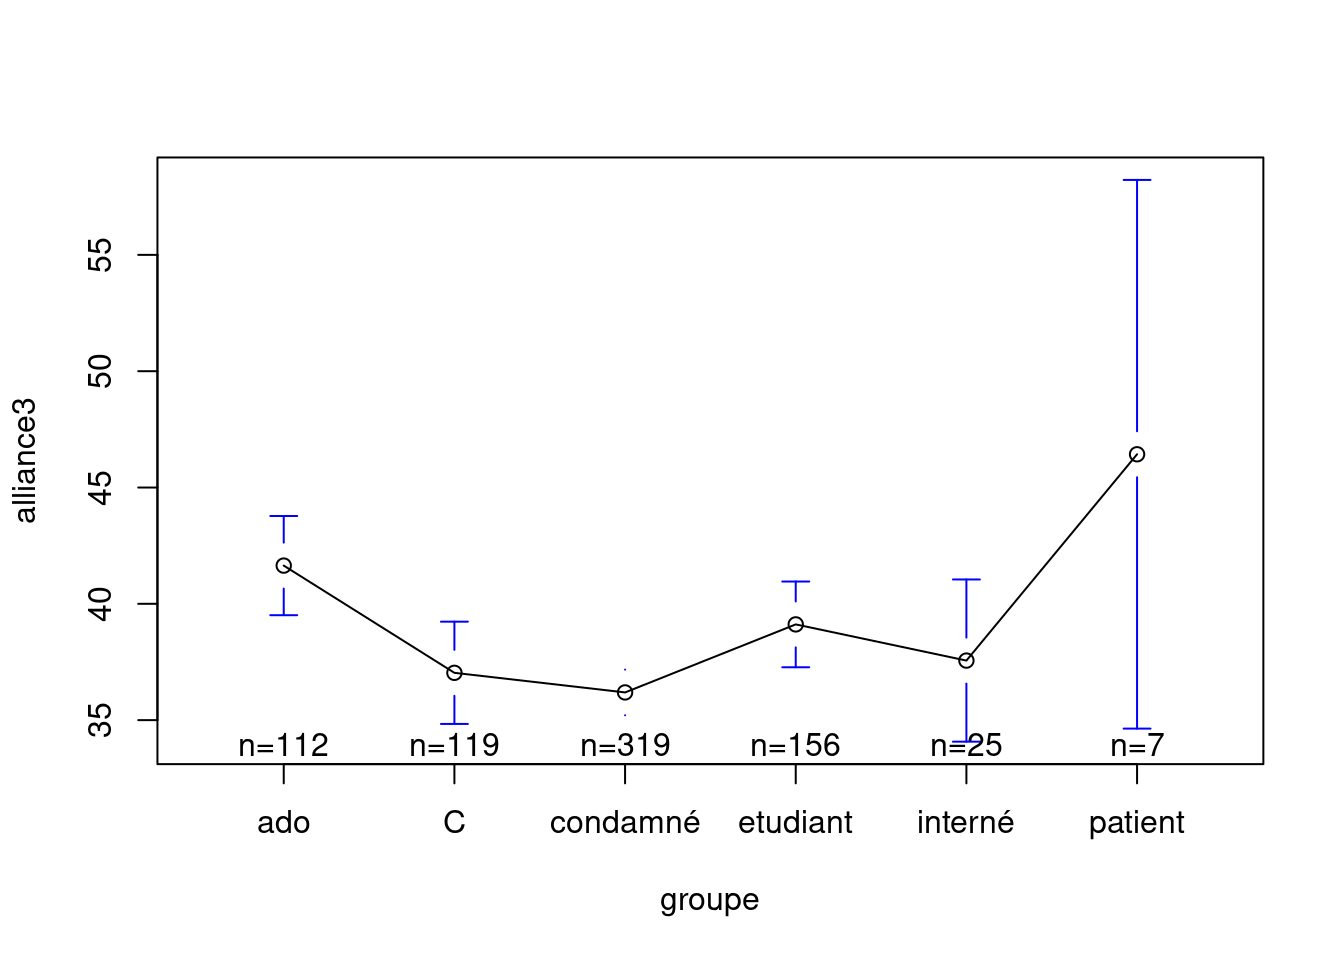 alliance3
55
50
45
40
35
n=112 n=119 n=319 n=156 n=25 n=7
ado C condamné etudiant interné patient
groupe